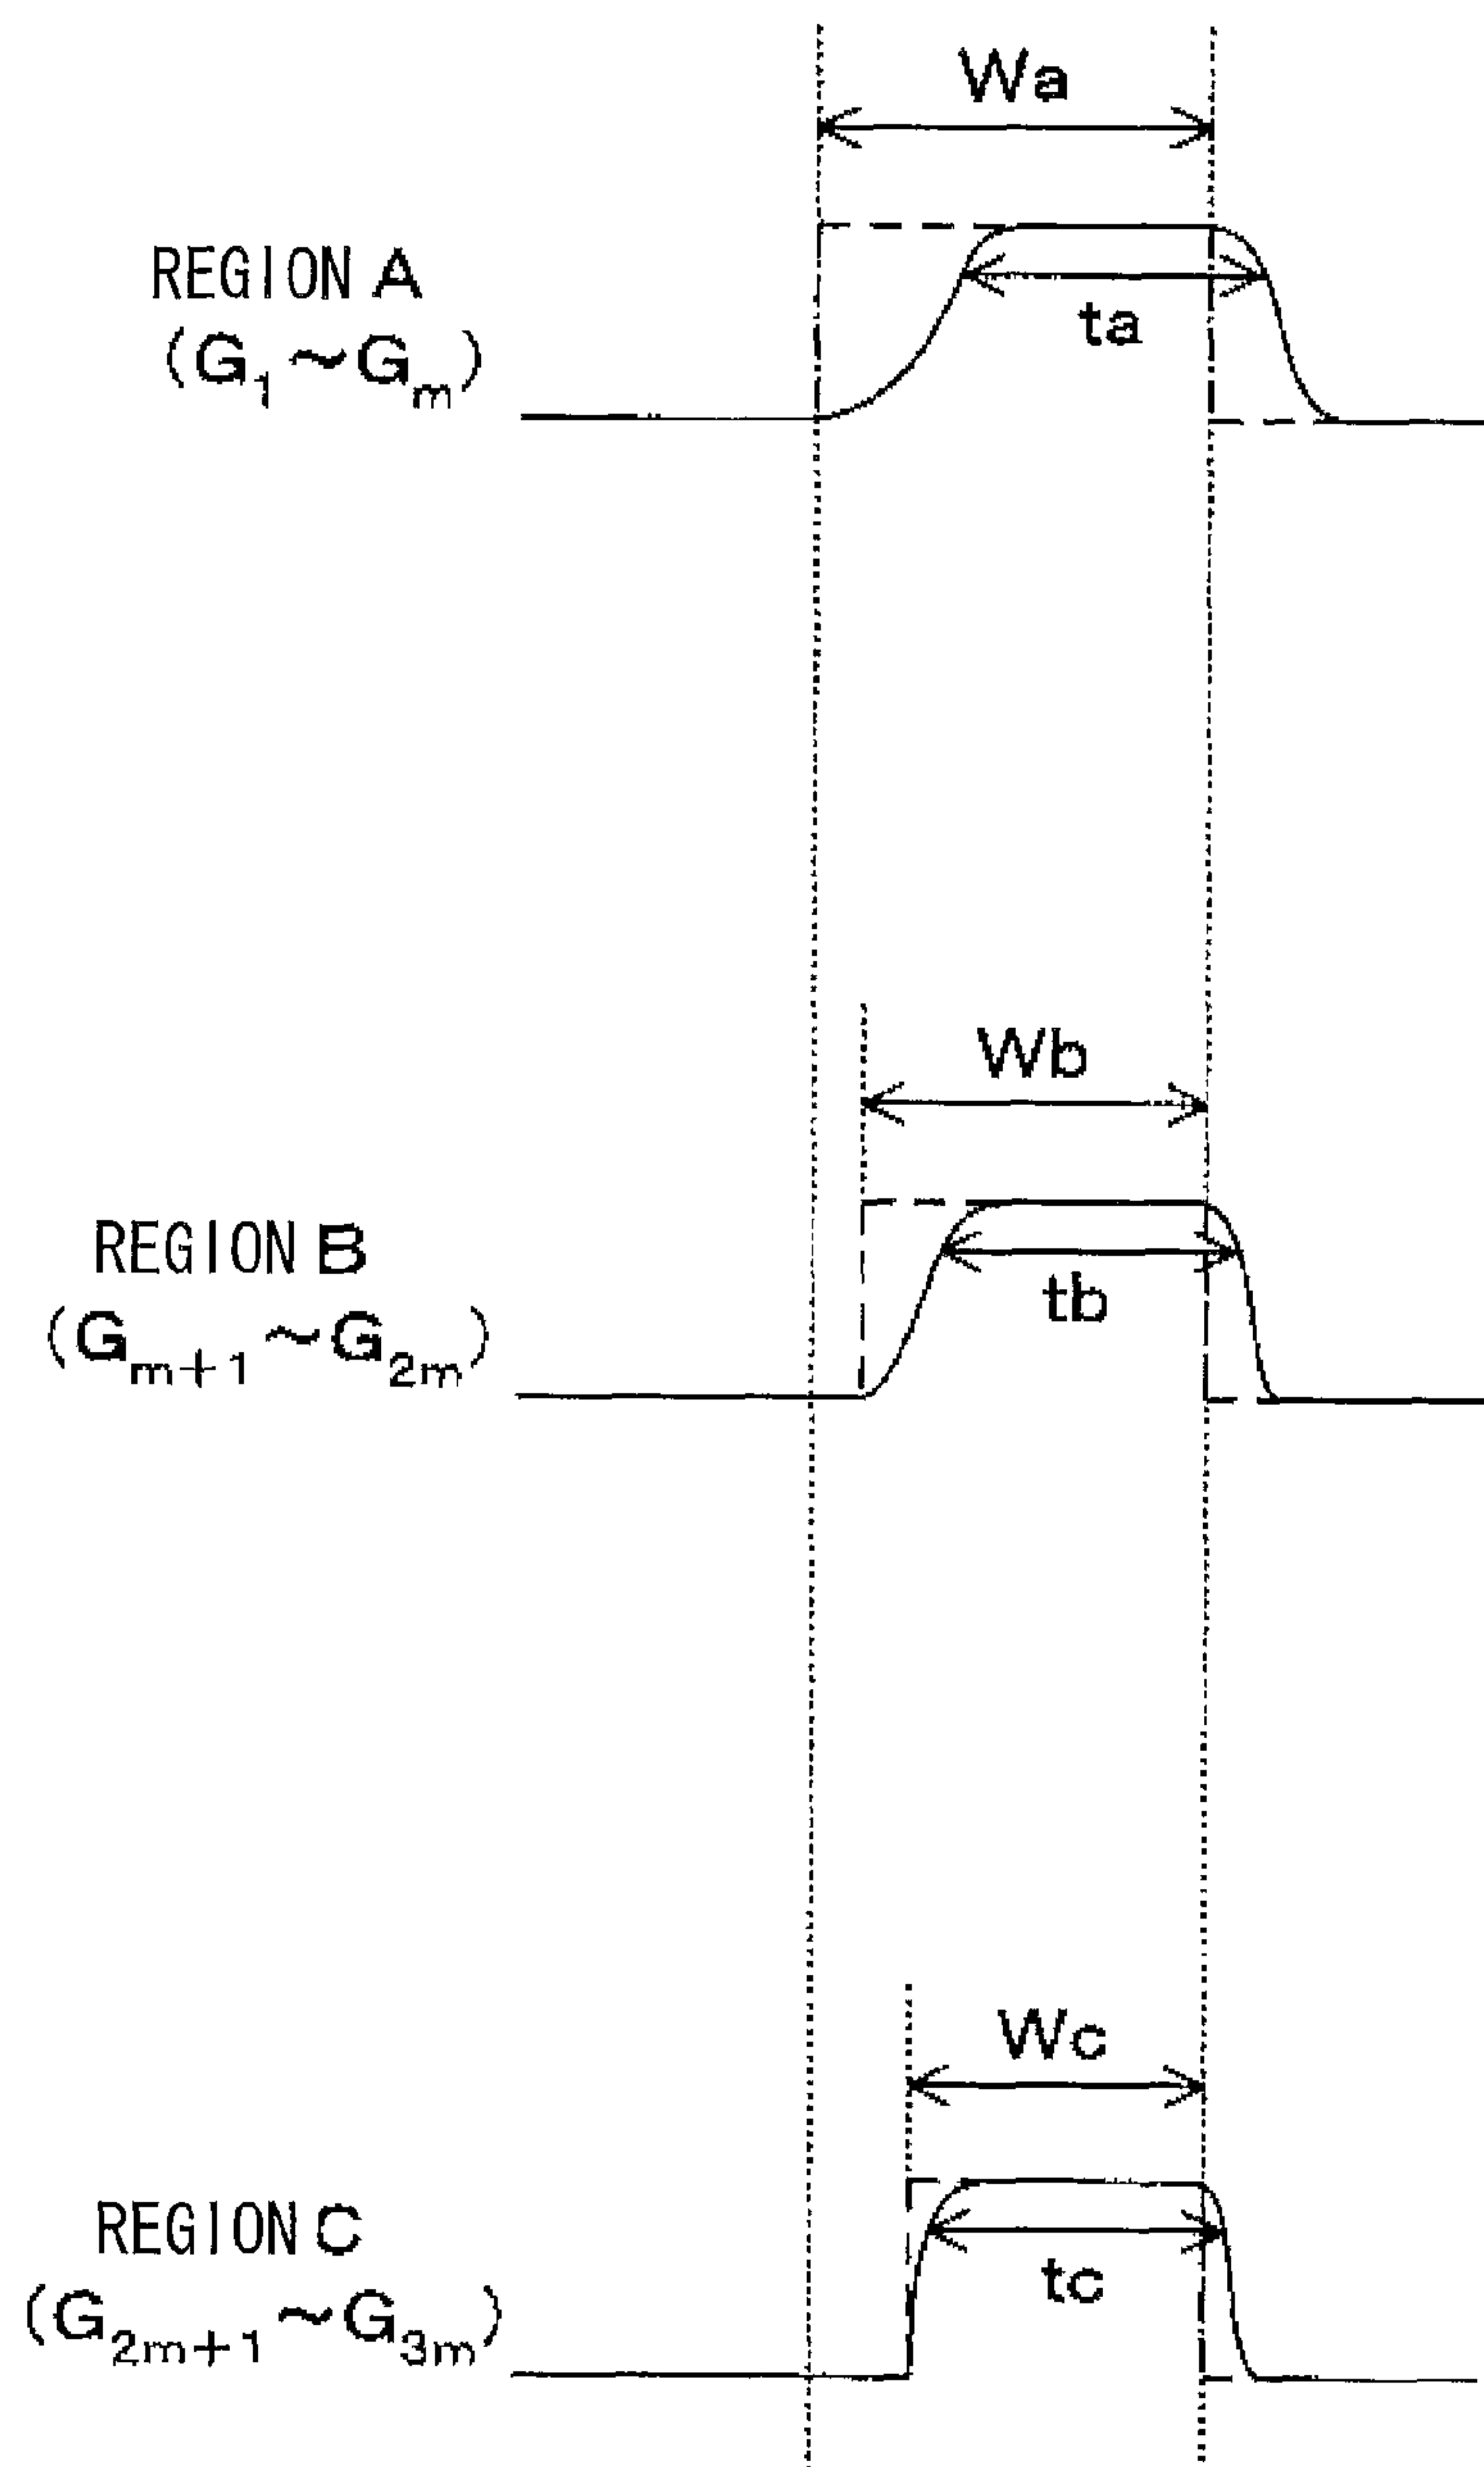 Wa
REGION A
ta
(G₁~Gₘ)
Wb
REGION B
tb
(Gₘ₊₁~G₂ₘ)
Wc
REGION C
tc
(G₂ₘ₊₁~G₃ₘ)